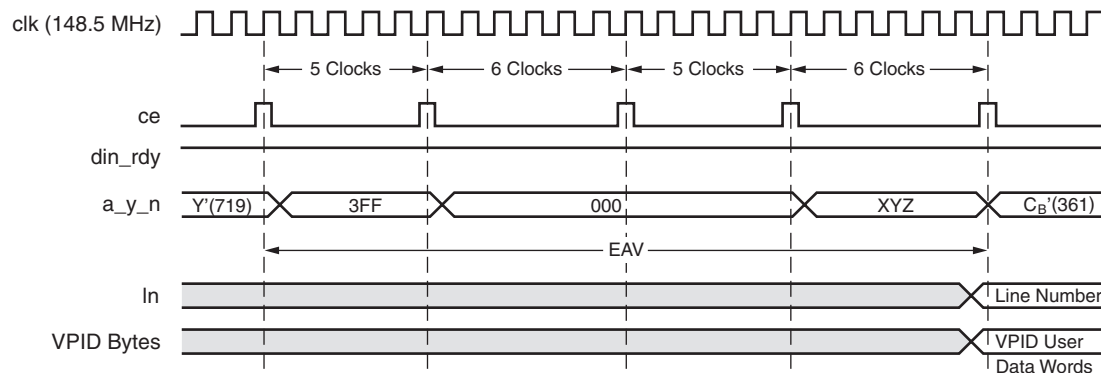 clk (148.5 MHz)
5 Clocks 6 Clocks 5 Clocks 6 Clocks
ce
din_rdy
a_y_n Y'(719) 3FF 000 XYZ CB'(361)
EAV
ln Line Number
VPID Bytes VPID User
Data Words